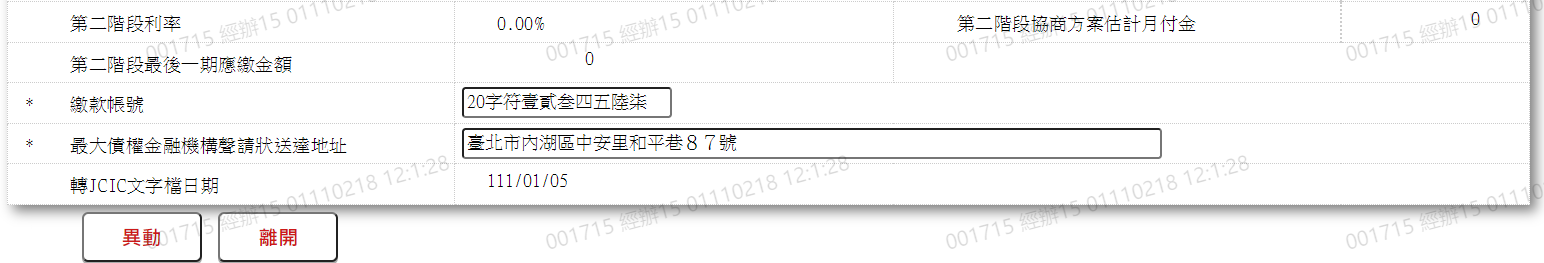 第二階段利率 0.00% 第二階段協商方案估計月付金 0
第二階段最後一期應繳金額 0
* 繳款帳號 20字符壹貳叁四五陸柒
* 最大債權金融機構聲請狀送達地址 臺北市內湖區中安里和平巷８７號
轉JCIC文字檔日期 111/01/05
異動 離開
001715 經辦15 01110218 12:1:28